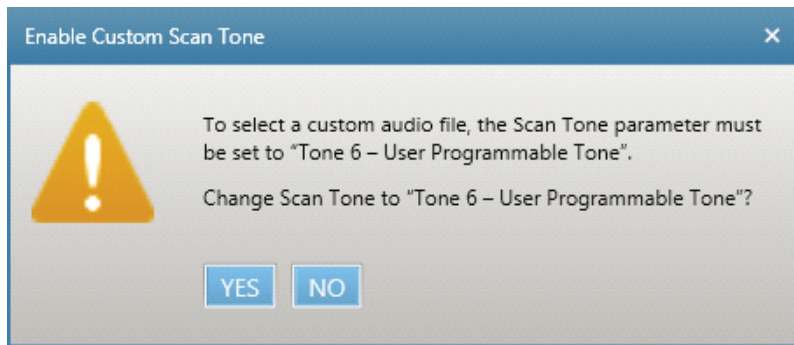 Enable Custom Scan Tone
To select a custom audio file, the Scan Tone parameter must
be set to “Tone 6 – User Programmable Tone”.
Change Scan Tone to “Tone 6 – User Programmable Tone”?
YES NO